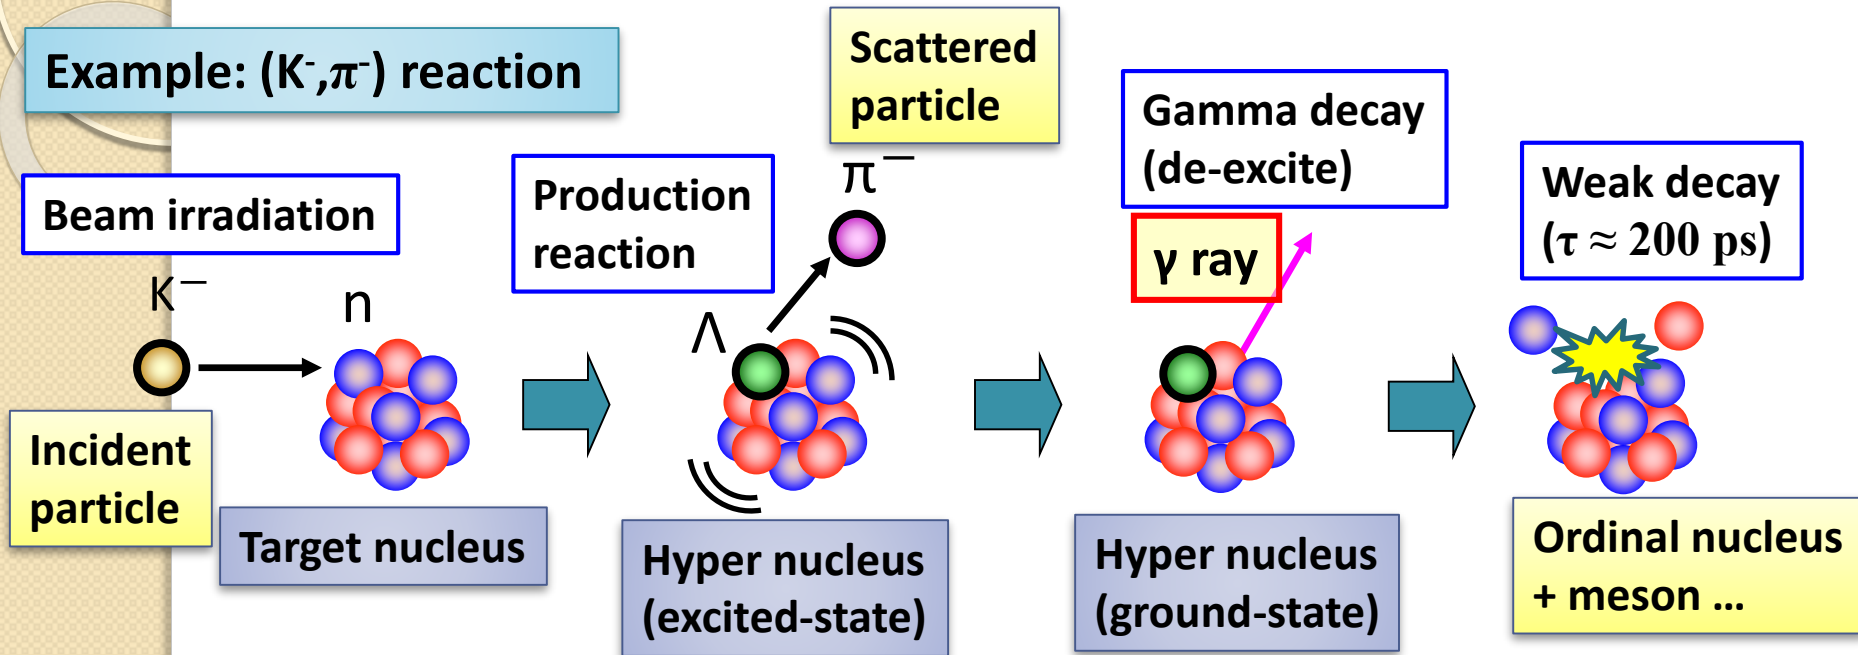 Example: (K⁻,π⁻) reaction
Beam irradiation
K⁻
n
Incident
particle
Target nucleus
Production
reaction
Scattered
particle
π⁻
Λ
Hyper nucleus
(excited-state)
Gamma decay
(de-excite)
γ ray
Hyper nucleus
(ground-state)
Weak decay
(τ ≈ 200 ps)
Ordinal nucleus
+ meson ...